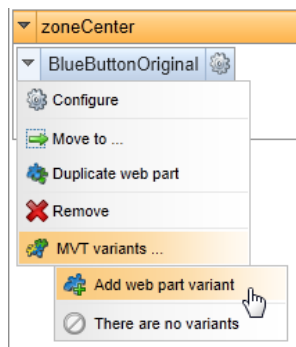 zoneCenter
BlueButtonOriginal
Configure
Move to ...
Duplicate web part
Remove
MVT variants ...
Add web part variant
There are no variants